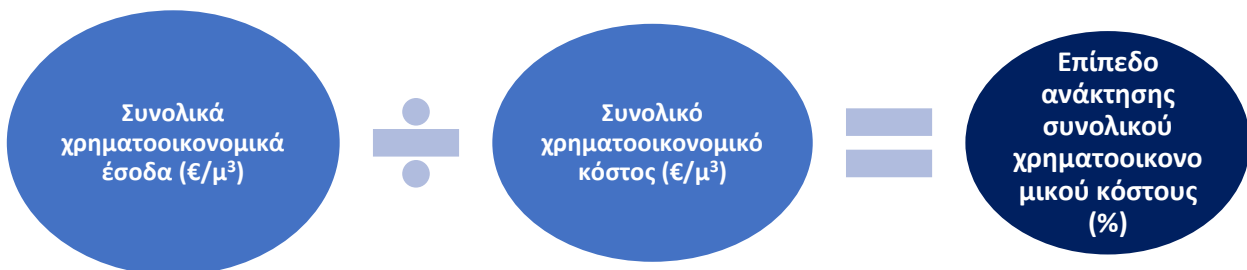 Συνολικά
χρηματοοικονομικά
έσοδα (€/μ³)
Συνολικό
χρηματοοικονομικό
κόστος (€/μ³)
Επίπεδο
ανάκτησης
συνολικού
χρηματοοικονο
μικού κόστους
(%)